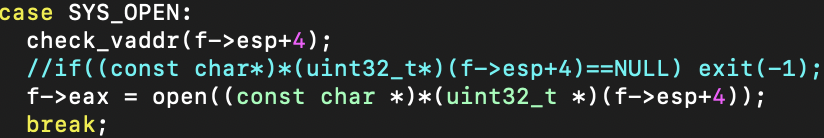 case SYS_OPEN:
  check_vaddr(f->esp+4);
  //if((const char*)*(uint32_t*)(f->esp+4)==NULL) exit(-1);
  f->eax = open((const char *)*(uint32_t *)(f->esp+4));
  break;